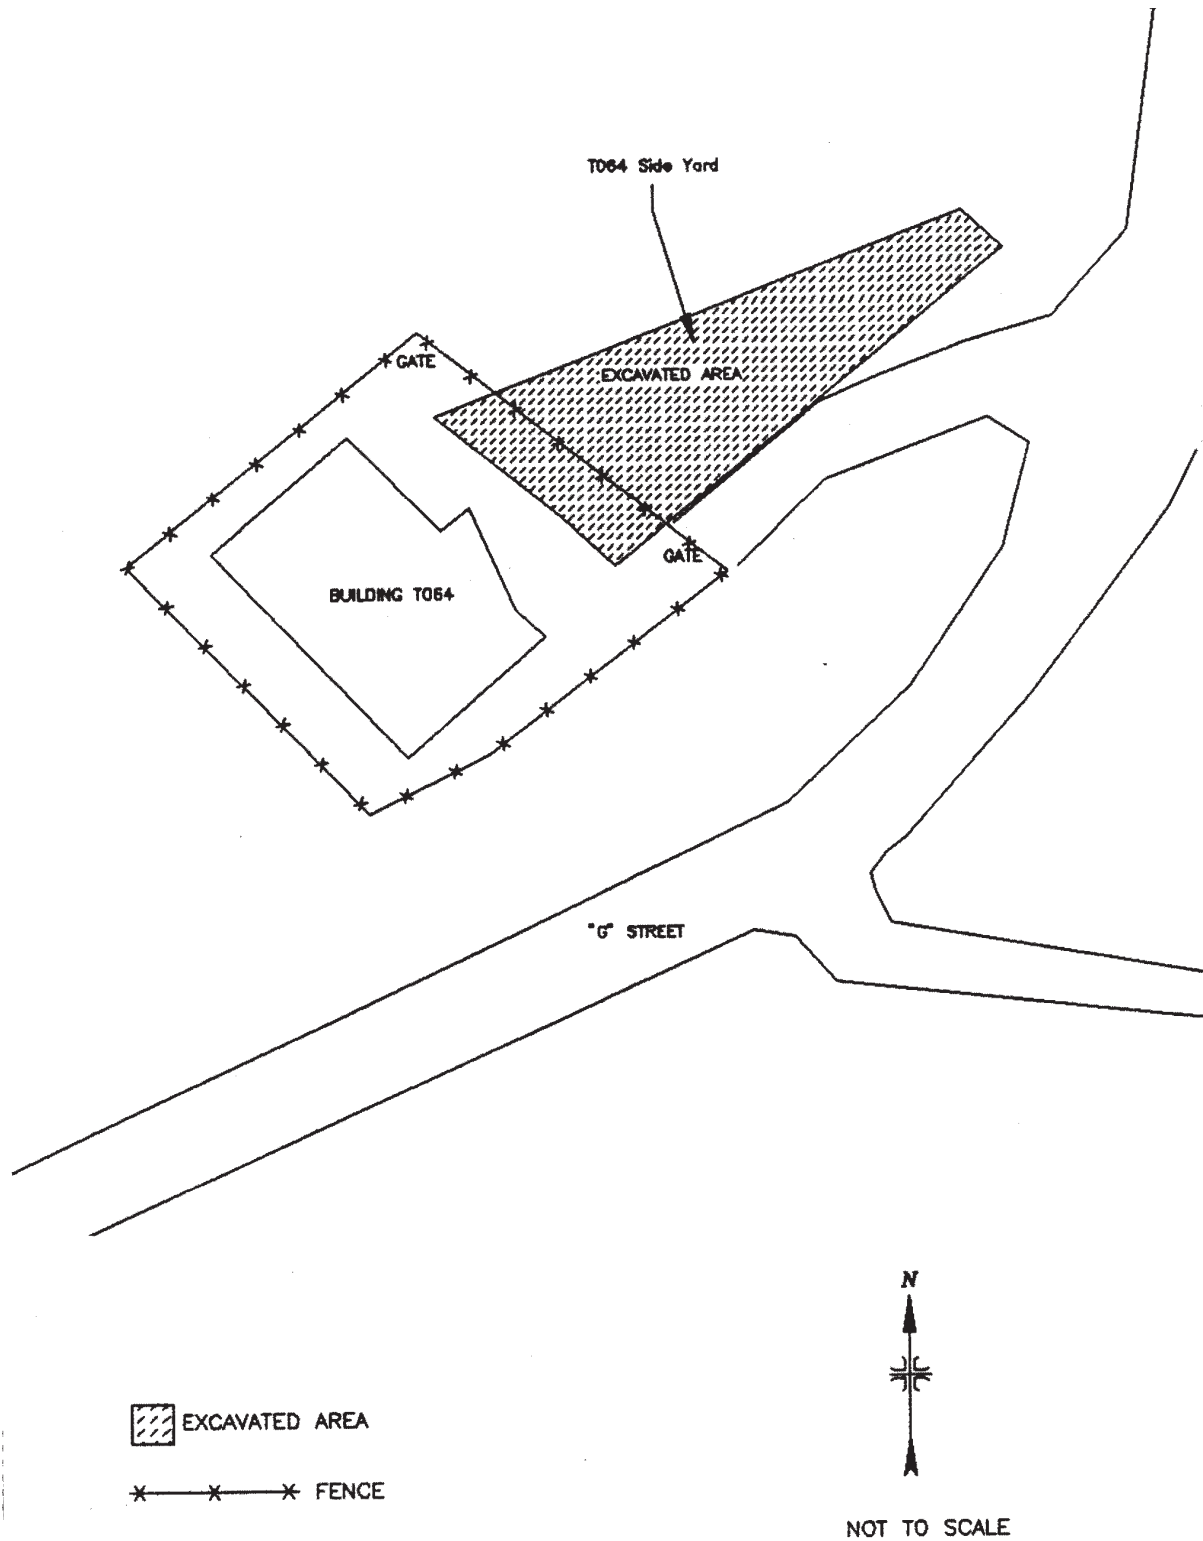 T064 Side Yard
GATE
EXCAVATED AREA
GATE
BUILDING T064
"G" STREET
N
EXCAVATED AREA
FENCE
NOT TO SCALE